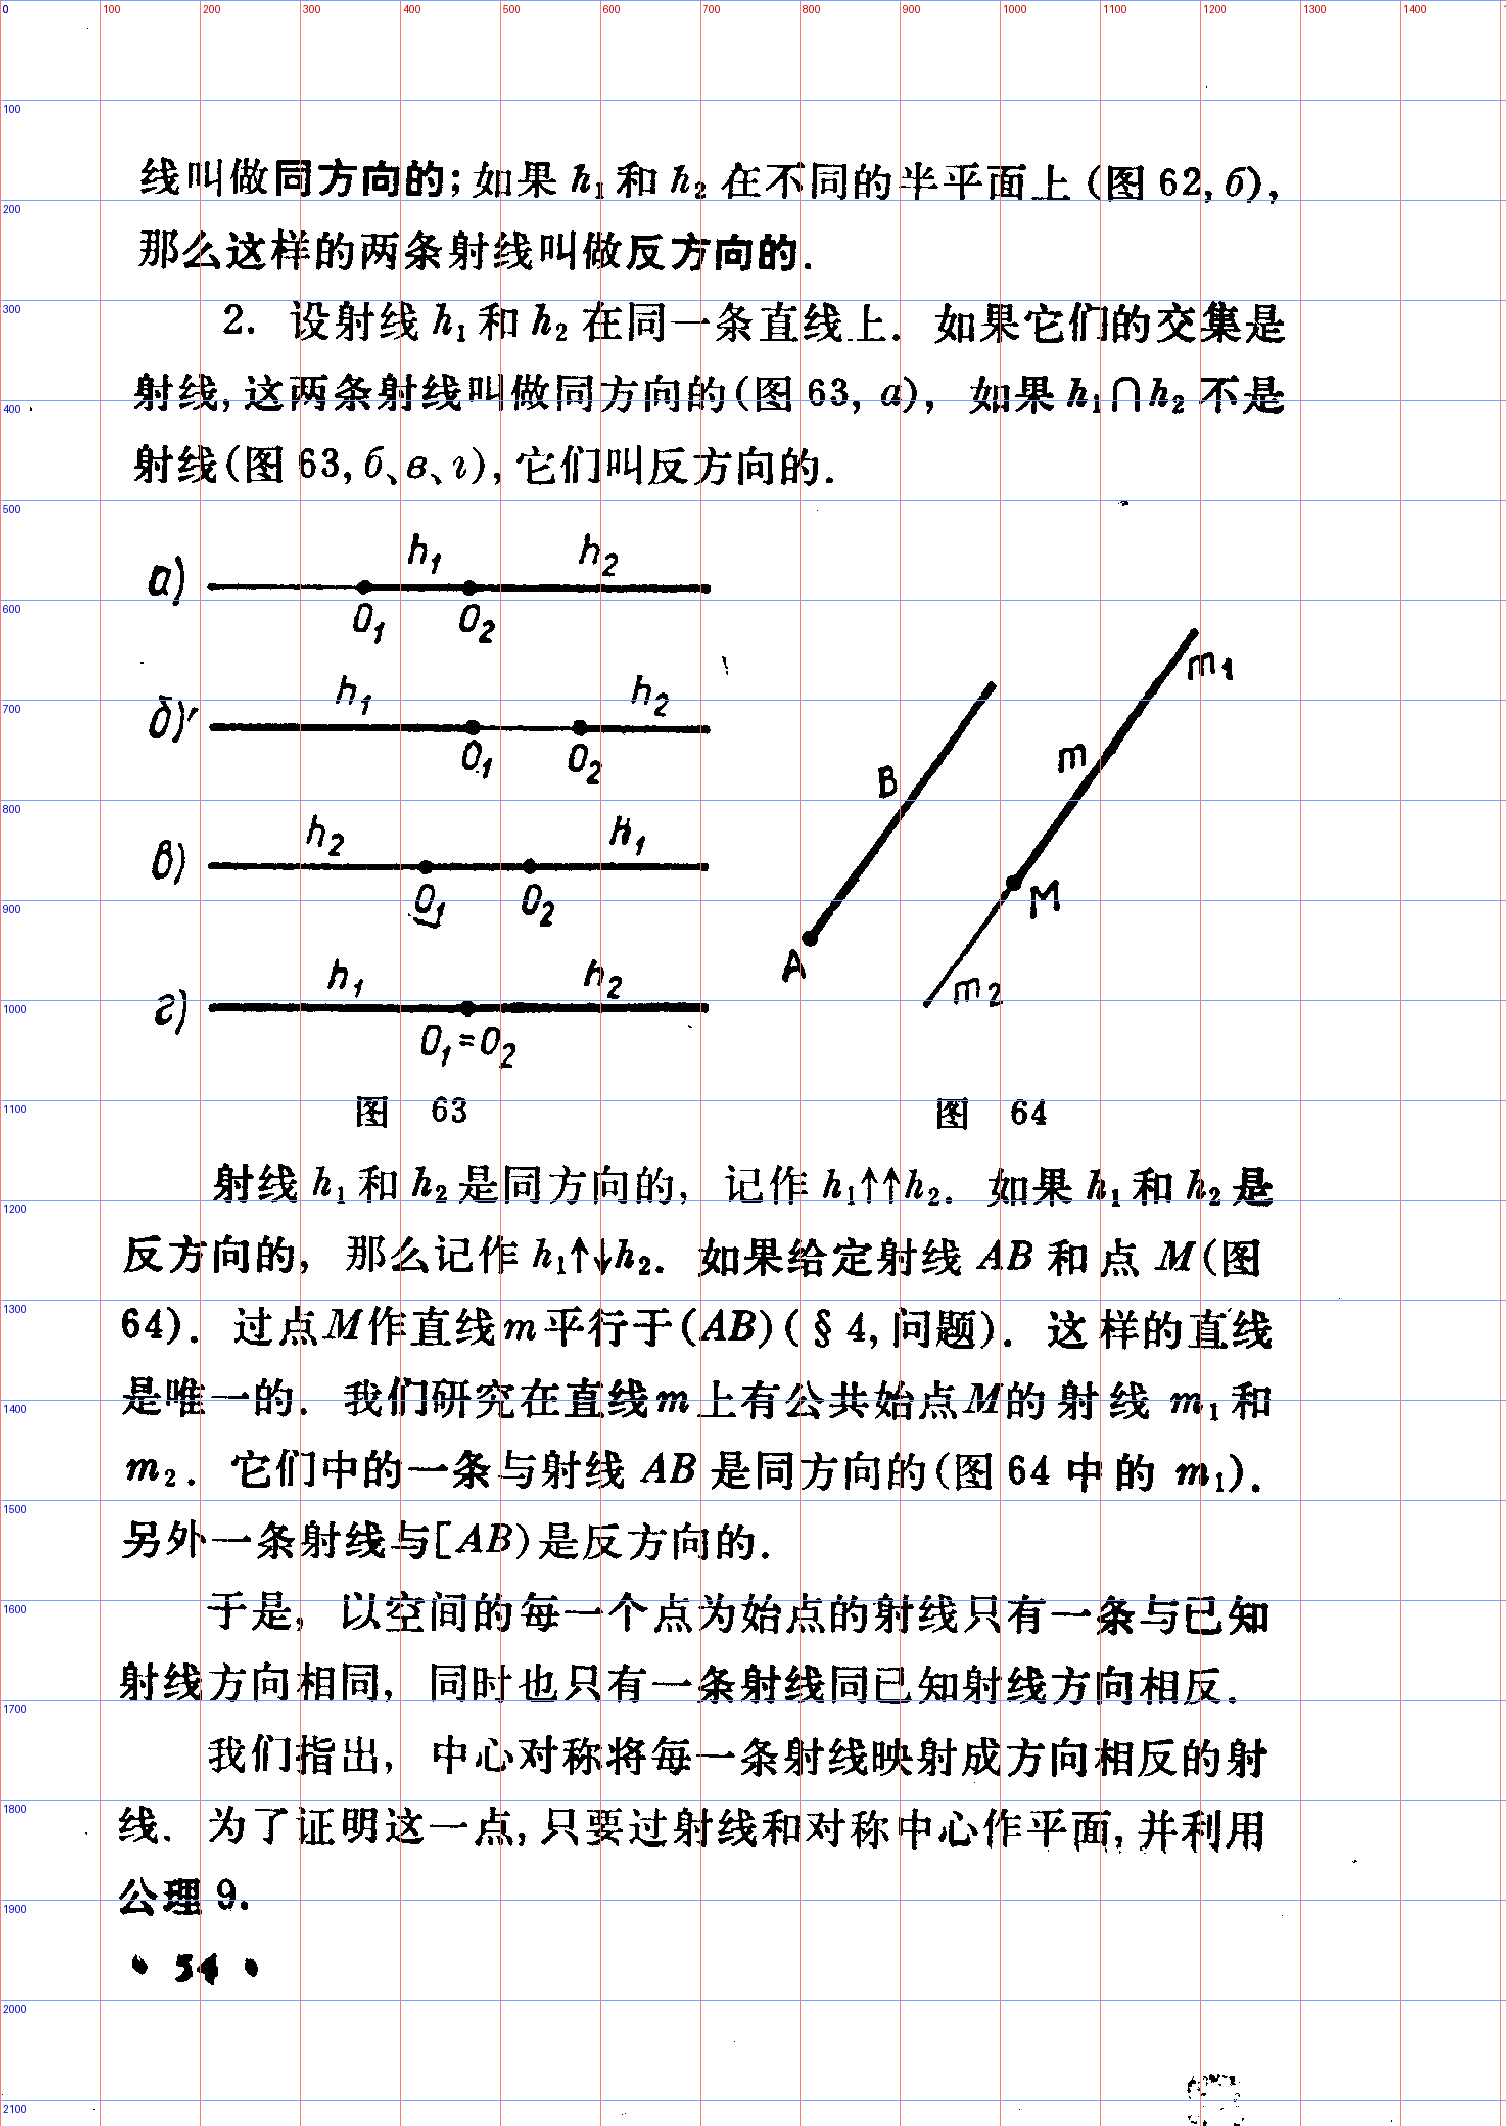 线叫做同方向的;如果 h₁ 和 h₂ 在不同的半平面上 (图 62, б),
那么这样的两条射线叫做反方向的.
2. 设射线 h₁ 和 h₂ 在同一条直线上. 如果它们的交集是
射线, 这两条射线叫做同方向的(图 63, а), 如果 h₁∩h₂ 不是
射线(图 63, б、в、г), 它们叫反方向的.
а) h₁ h₂
O₁ O₂
б) h₁ h₂
O₁ O₂
в) h₂ h₁
O₁ O₂
г) h₁ h₂
O₁=O₂
图 63
m₁
m
B
M
A
m₂
图 64
射线 h₁ 和 h₂ 是同方向的, 记作 h₁↑↑h₂. 如果 h₁ 和 h₂ 是
反方向的, 那么记作 h₁↑↓h₂. 如果给定射线 AB 和点 M(图
64). 过点M作直线m平行于(AB)(§4, 问题). 这样的直线
是唯一的. 我们研究在直线m上有公共始点M的射线 m₁ 和
m₂. 它们中的一条与射线 AB 是同方向的(图 64 中的 m₁).
另外一条射线与[AB)是反方向的.
于是, 以空间的每一个点为始点的射线只有一条与已知
射线方向相同, 同时也只有一条射线同已知射线方向相反.
我们指出, 中心对称将每一条射线映射成方向相反的射
线. 为了证明这一点, 只要过射线和对称中心作平面, 并利用
公理 9.
• 54 •